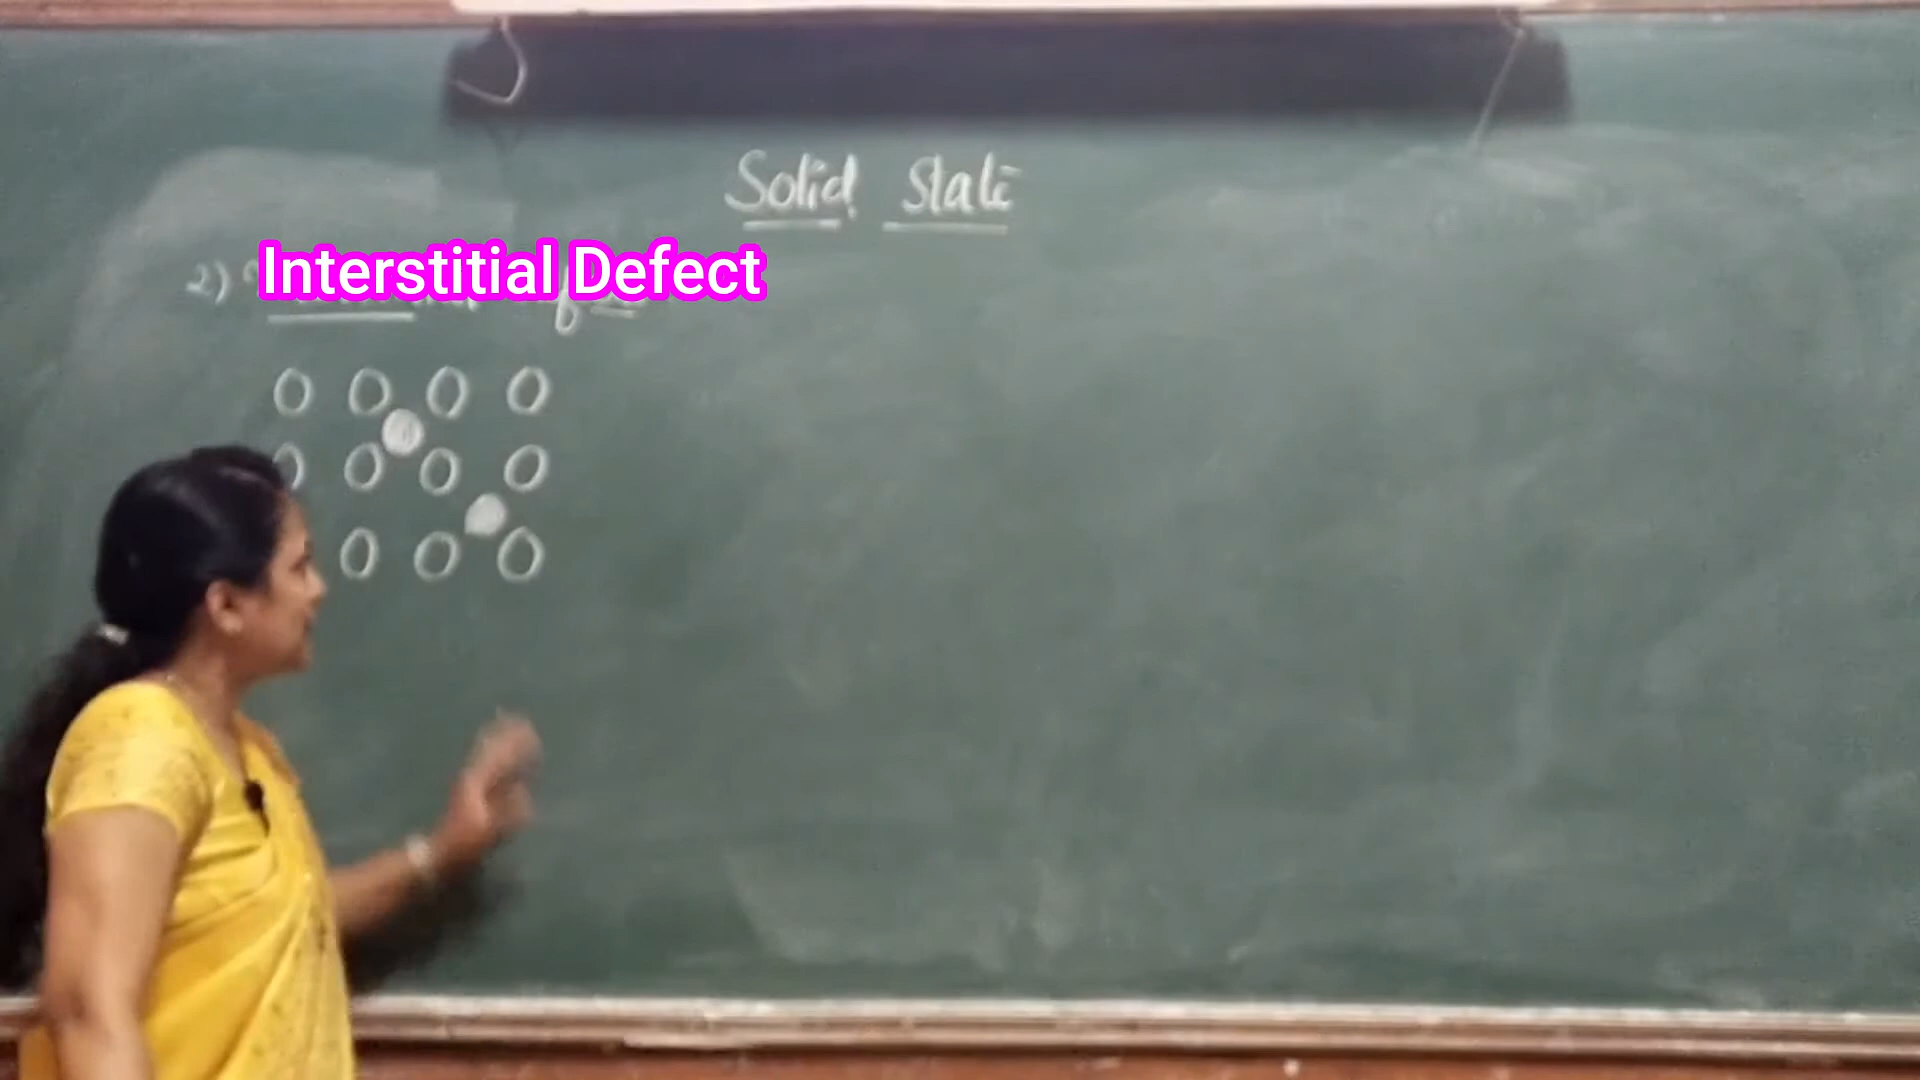 Solid State
2) Interstitial Defect
O O O O
O O O O
O O O